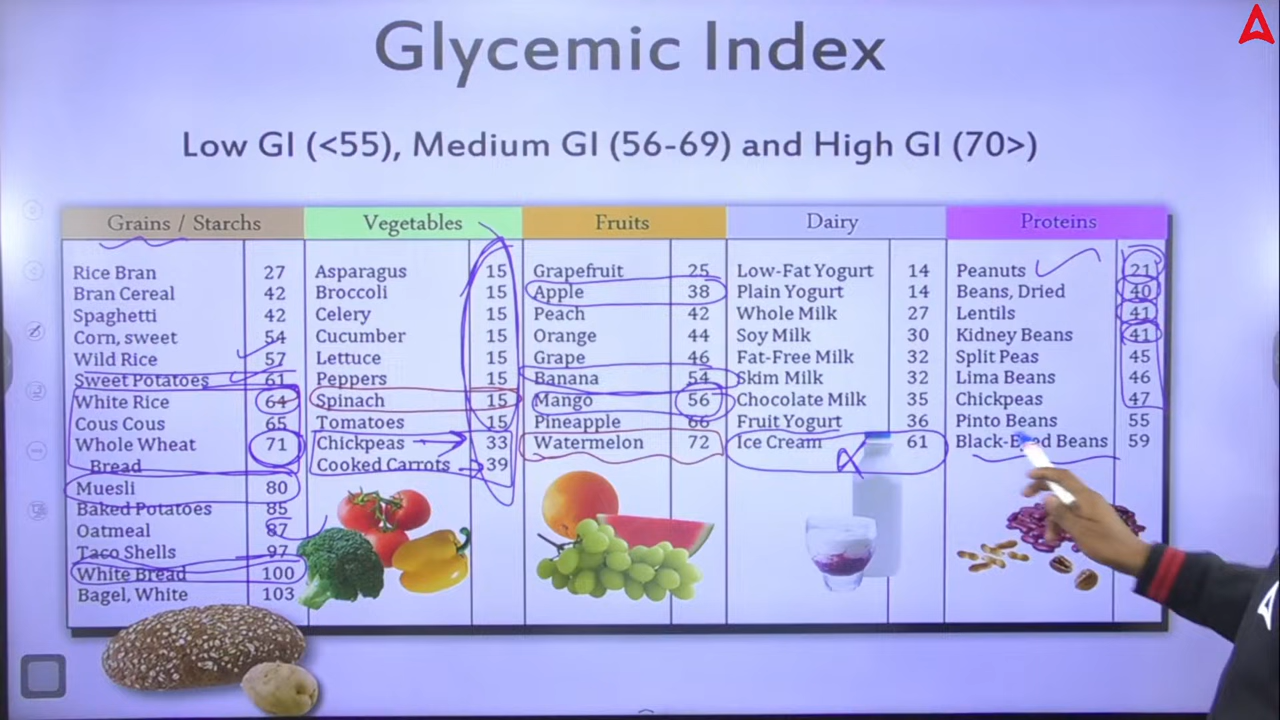 Glycemic Index
Low GI (<55), Medium GI (56-69) and High GI (70>)
Grains / Starchs
Rice Bran 27
Bran Cereal 42
Spaghetti 42
Corn, sweet 54
Wild Rice 57
Sweet Potatoes 61
White Rice 64
Cous Cous 65
Whole Wheat 71
Bread
Muesli 80
Baked Potatoes 85
Oatmeal 87
Taco Shells 97
White Bread 100
Bagel, White 103
Vegetables
Asparagus 15
Broccoli 15
Celery 15
Cucumber 15
Lettuce 15
Peppers 15
Spinach 15
Tomatoes 15
Chickpeas 33
Cooked Carrots 39
Fruits
Grapefruit 25
Apple 38
Peach 42
Orange 44
Grape 46
Banana 54
Mango 56
Pineapple 66
Watermelon 72
Dairy
Low-Fat Yogurt 14
Plain Yogurt 14
Whole Milk 27
Soy Milk 30
Fat-Free Milk 32
Skim Milk 32
Chocolate Milk 35
Fruit Yogurt 36
Ice Cream 61
Proteins
Peanuts 21
Beans, Dried 40
Lentils 41
Kidney Beans 41
Split Peas 45
Lima Beans 46
Chickpeas 47
Pinto Beans 55
Black-Eyed Beans 59